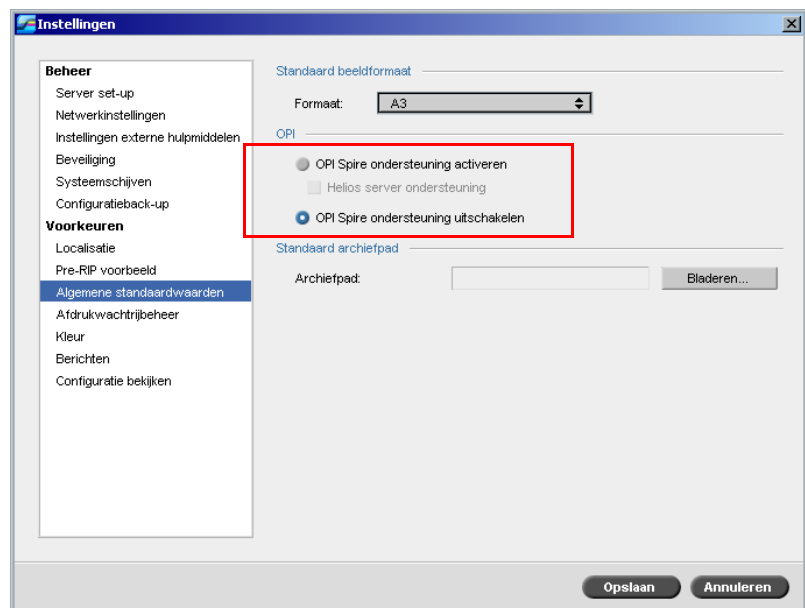 Instellingen
Beheer
Server set-up
Netwerkinstellingen
Instellingen externe hulpmiddelen
Beveiliging
Systeemschijven
Configuratieback-up
Voorkeuren
Localisatie
Pre-RIP voorbeeld
Algemene standaardwaarden
Afdrukwachtrijbeheer
Kleur
Berichten
Configuratie bekijken
Standaard beeldformaat
Formaat: A3
OPI
OPI Spire ondersteuning activeren
Helios server ondersteuning
OPI Spire ondersteuning uitschakelen
Standaard archiefpad
Archiefpad: Bladeren...
Opslaan Annuleren